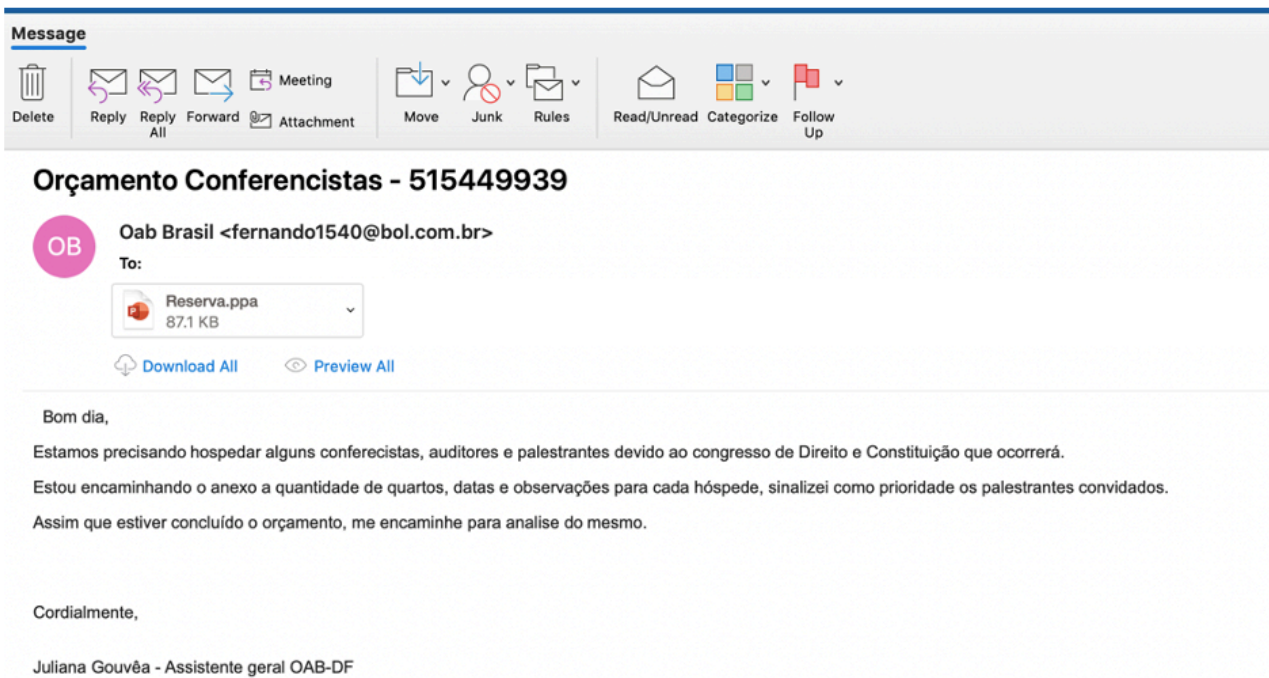 Message
Delete
Reply
Reply All
Forward
Meeting
Attachment
Move
Junk
Rules
Read/Unread
Categorize
Follow Up
Orçamento Conferencistas - 515449939
OB
Oab Brasil <fernando1540@bol.com.br>
To:
Reserva.ppa
87.1 KB
Download All
Preview All
Bom dia,
Estamos precisando hospedar alguns conferecistas, auditores e palestrantes devido ao congresso de Direito e Constituição que ocorrerá.
Estou encaminhando o anexo a quantidade de quartos, datas e observações para cada hóspede, sinalizei como prioridade os palestrantes convidados.
Assim que estiver concluído o orçamento, me encaminhe para analise do mesmo.
Cordialmente,
Juliana Gouvêa - Assistente geral OAB-DF